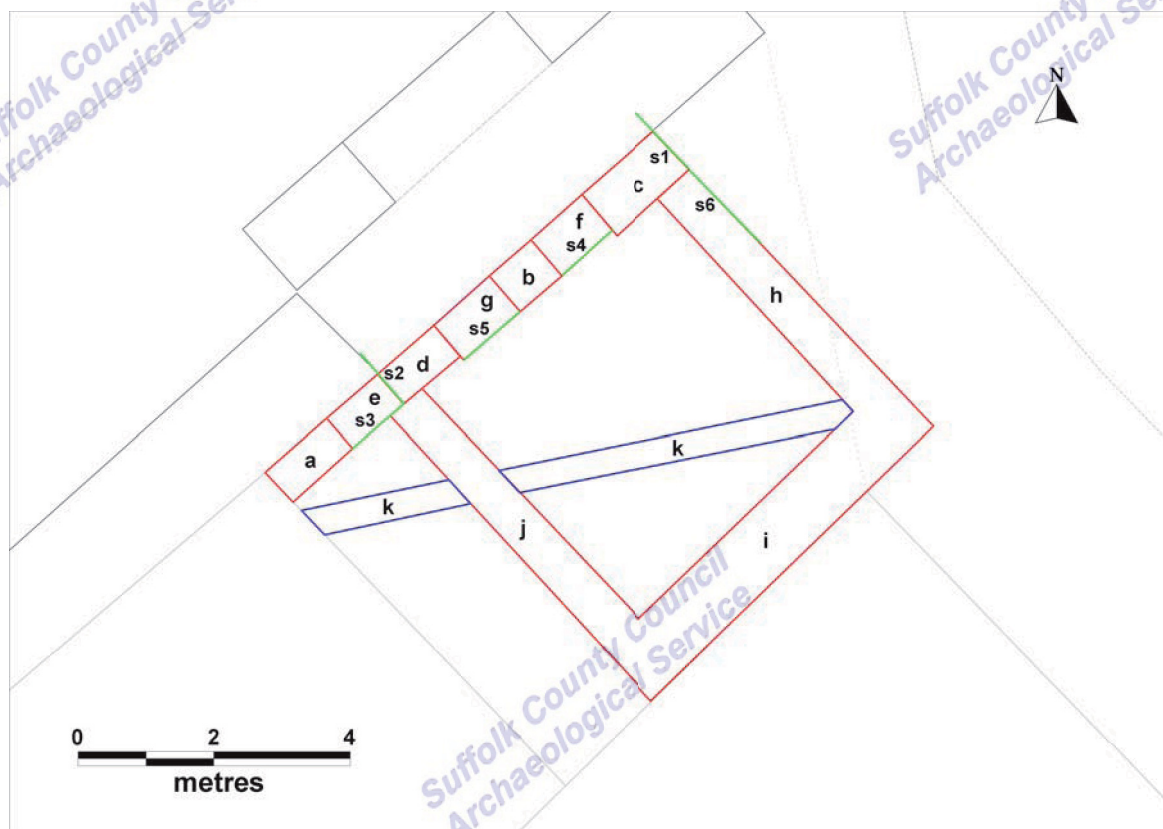 Suffolk County
Archaeological Service
Suffolk County
Archaeological Ser
N
s1
c
s6
f
s4
b
h
g
s5
s2
d
e
s3
a
k
k
j
i
Suffolk County Council
Archaeological Service
0 2 4
metres